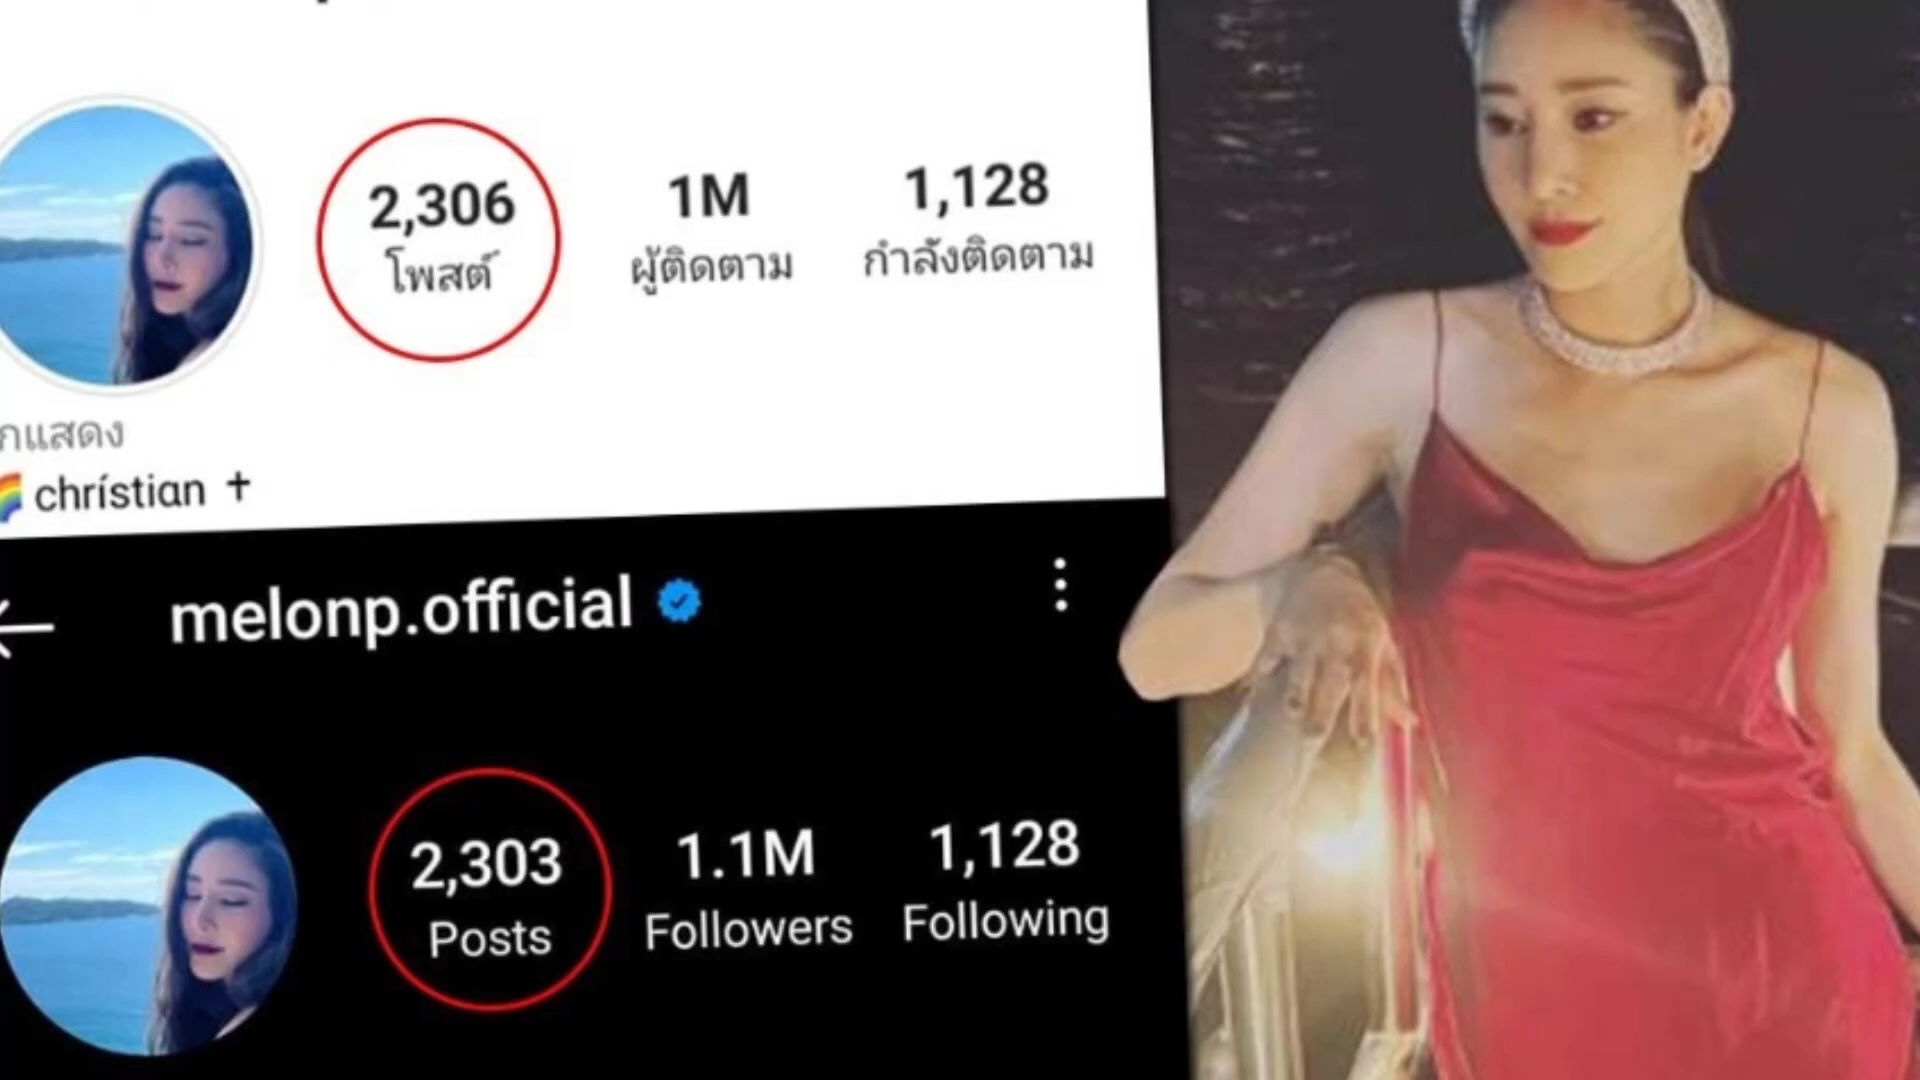 2,306 1M 1,128
โพสต์ ผู้ติดตาม กำลังติดตาม
กแสดง
🌈 chrístían ✝
melonp.official
2,303 1.1M 1,128
Posts Followers Following